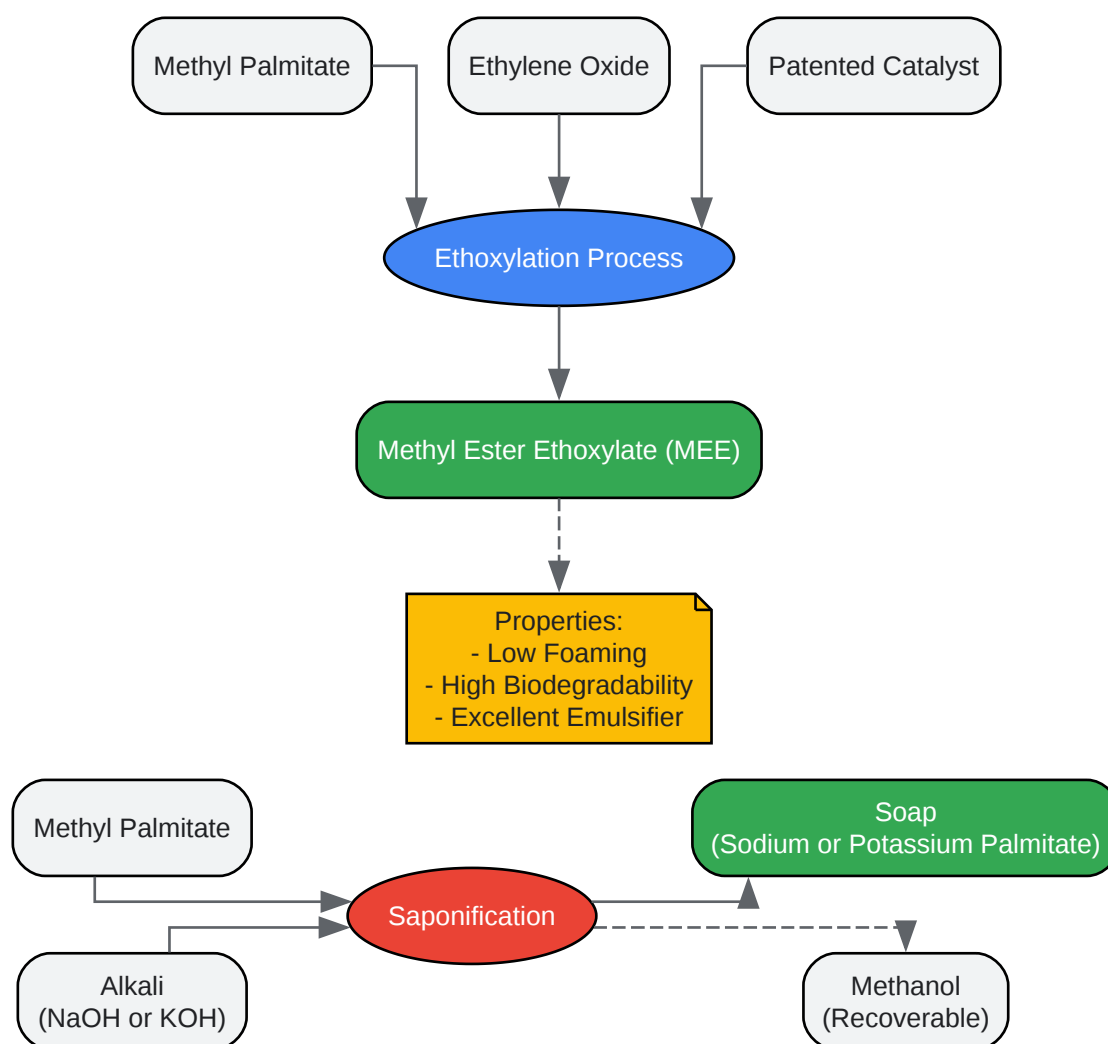 Methyl Palmitate
Ethylene Oxide
Patented Catalyst
Ethoxylation Process
Methyl Ester Ethoxylate (MEE)
Properties:
- Low Foaming
- High Biodegradability
- Excellent Emulsifier
Methyl Palmitate
Soap
(Sodium or Potassium Palmitate)
Saponification
Alkali
(NaOH or KOH)
Methanol
(Recoverable)